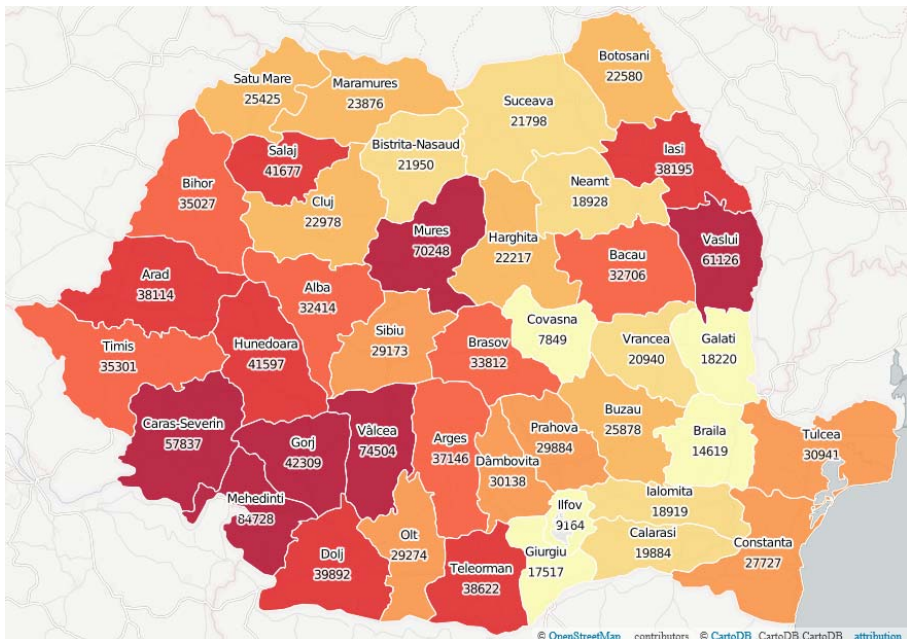 Botosani
22580
Satu Mare
25425
Maramures
23876
Suceava
21798
Bistrita-Nasaud
21950
Salaj
41677
Iasi
38195
Bihor
35027
Neamt
18928
Cluj
22978
Mures
70248
Harghita
22217
Vaslui
61126
Bacau
32706
Arad
38114
Alba
32414
Covasna
7849
Sibiu
29173
Vrancea
20940
Galati
18220
Timis
35301
Hunedoara
41597
Brasov
33812
Caras-Severin
57837
Gorj
42309
Vâlcea
74504
Arges
37146
Prahova
29884
Buzau
25878
Braila
14619
Tulcea
30941
Dâmbovita
30138
Mehedinti
84728
Ilfov
9164
Ialomita
18919
Olt
29274
Calarasi
19884
Constanta
27727
Dolj
39892
Teleorman
38622
Giurgiu
17517
© OpenStreetMap contributors © CartoDB CartoDB CartoDB attribution